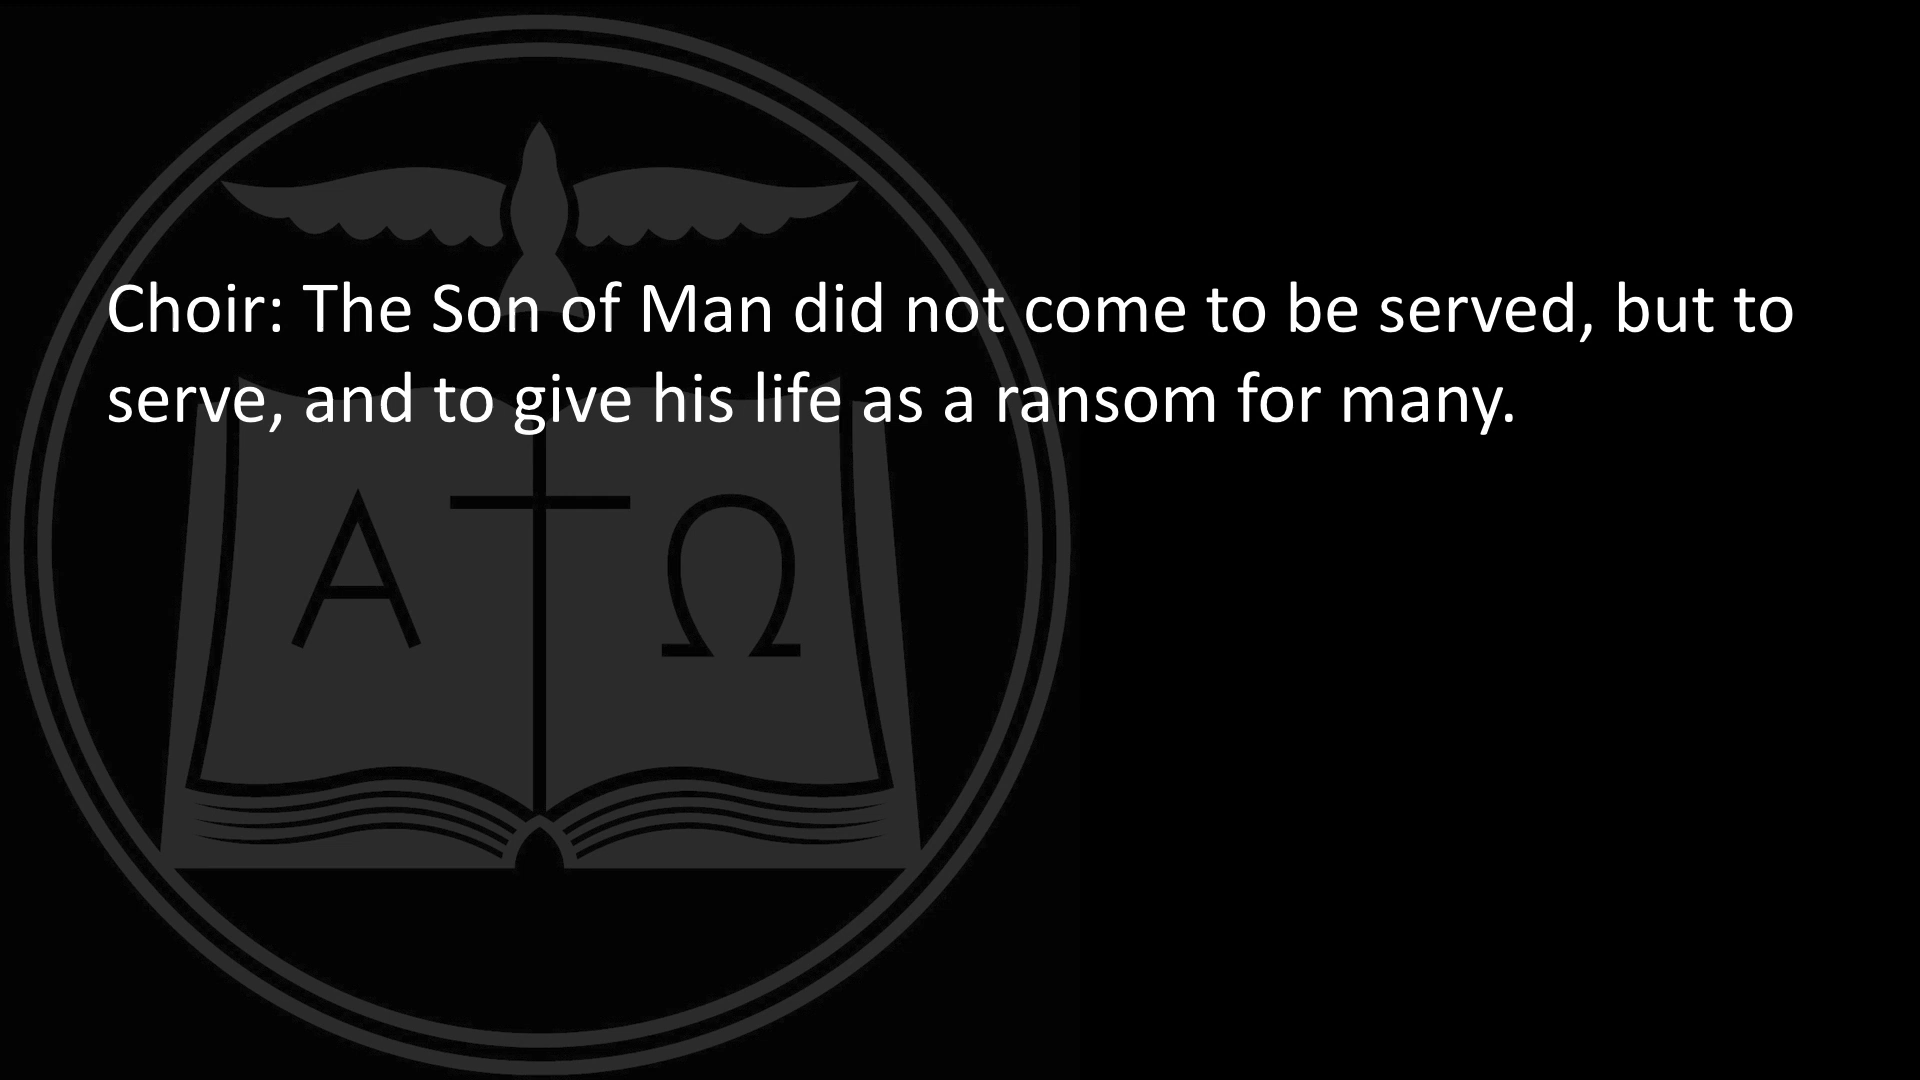 Choir: The Son of Man did not come to be served, but to
serve, and to give his life as a ransom for many.
Α Ω